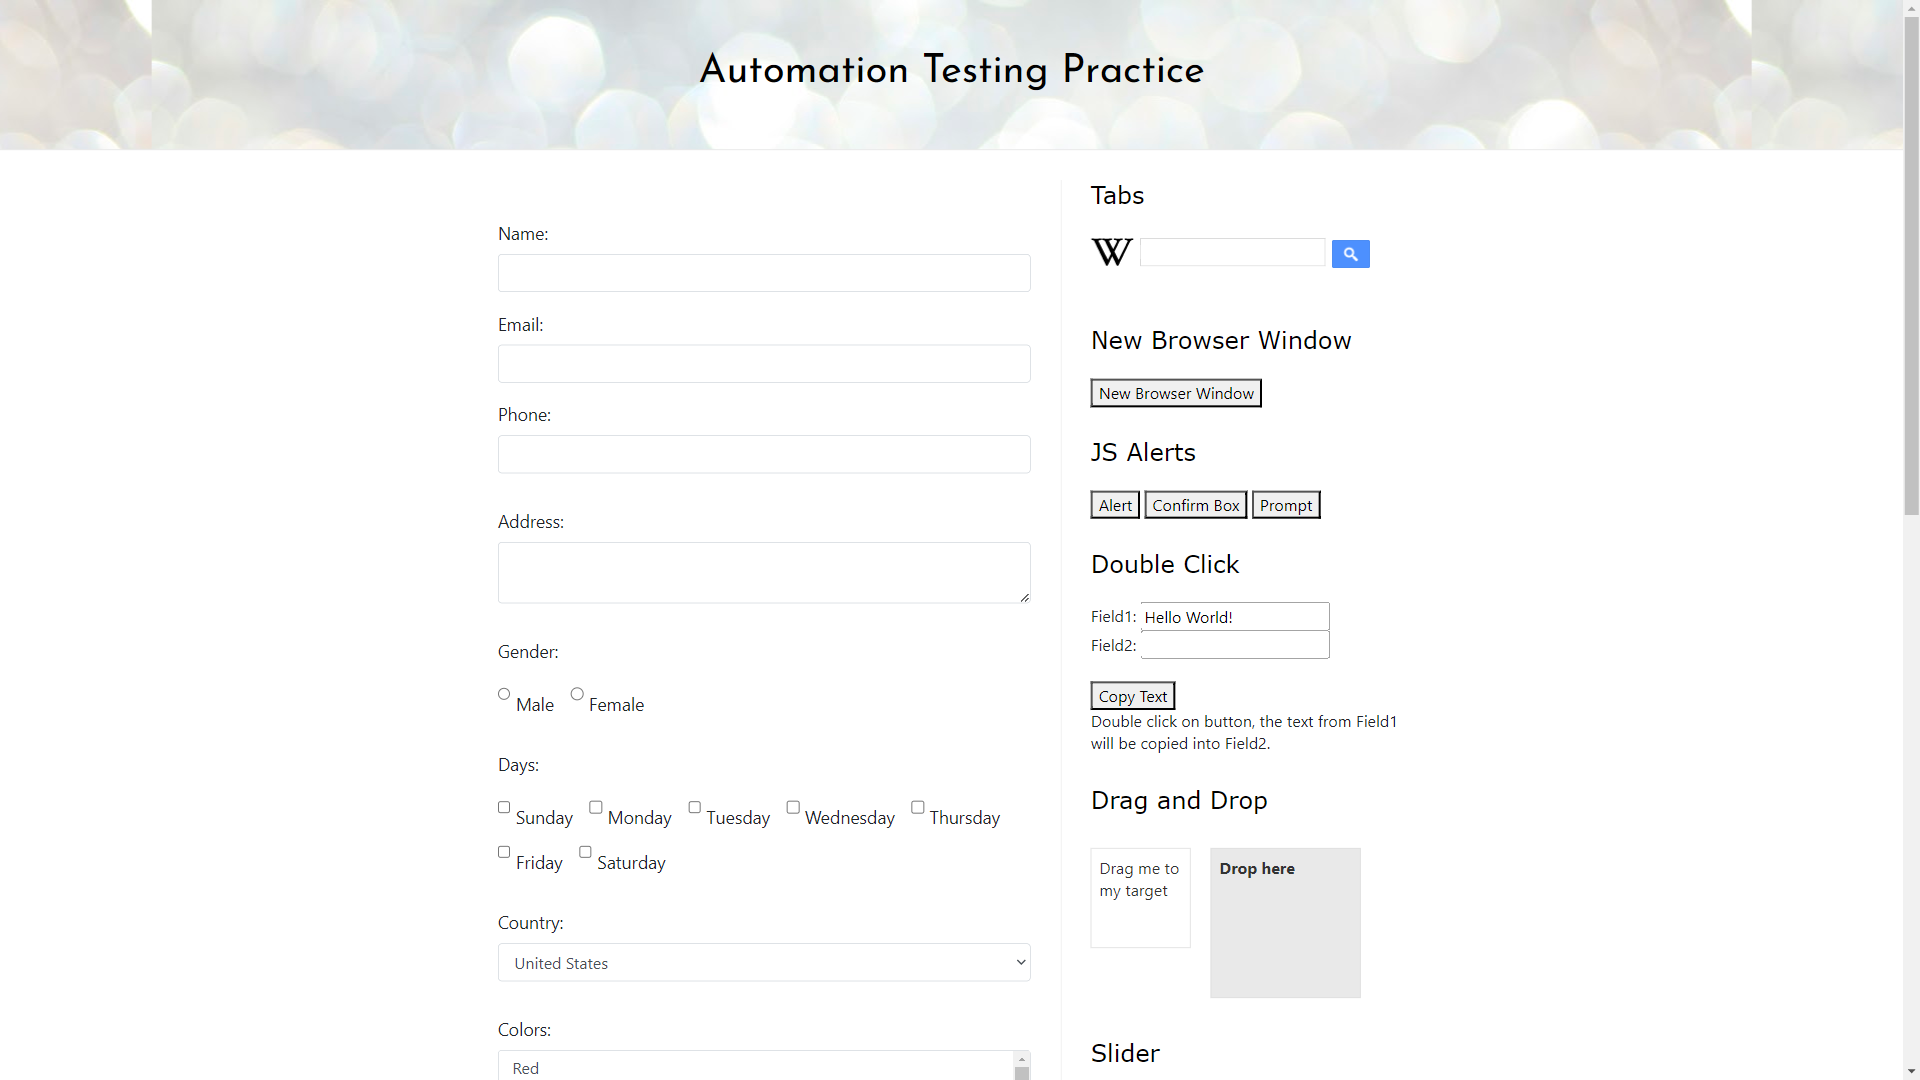 Automation Testing Practice
Name:
Email:
Phone:
Address:
Gender:
Male Female
Days:
Sunday Monday Tuesday Wednesday Thursday
Friday Saturday
Country:
United States
Colors:
Red
Tabs
W
New Browser Window
New Browser Window
JS Alerts
Alert Confirm Box Prompt
Double Click
Field1: Hello World!
Field2:
Copy Text
Double click on button, the text from Field1
will be copied into Field2.
Drag and Drop
Drag me to
my target
Drop here
Slider